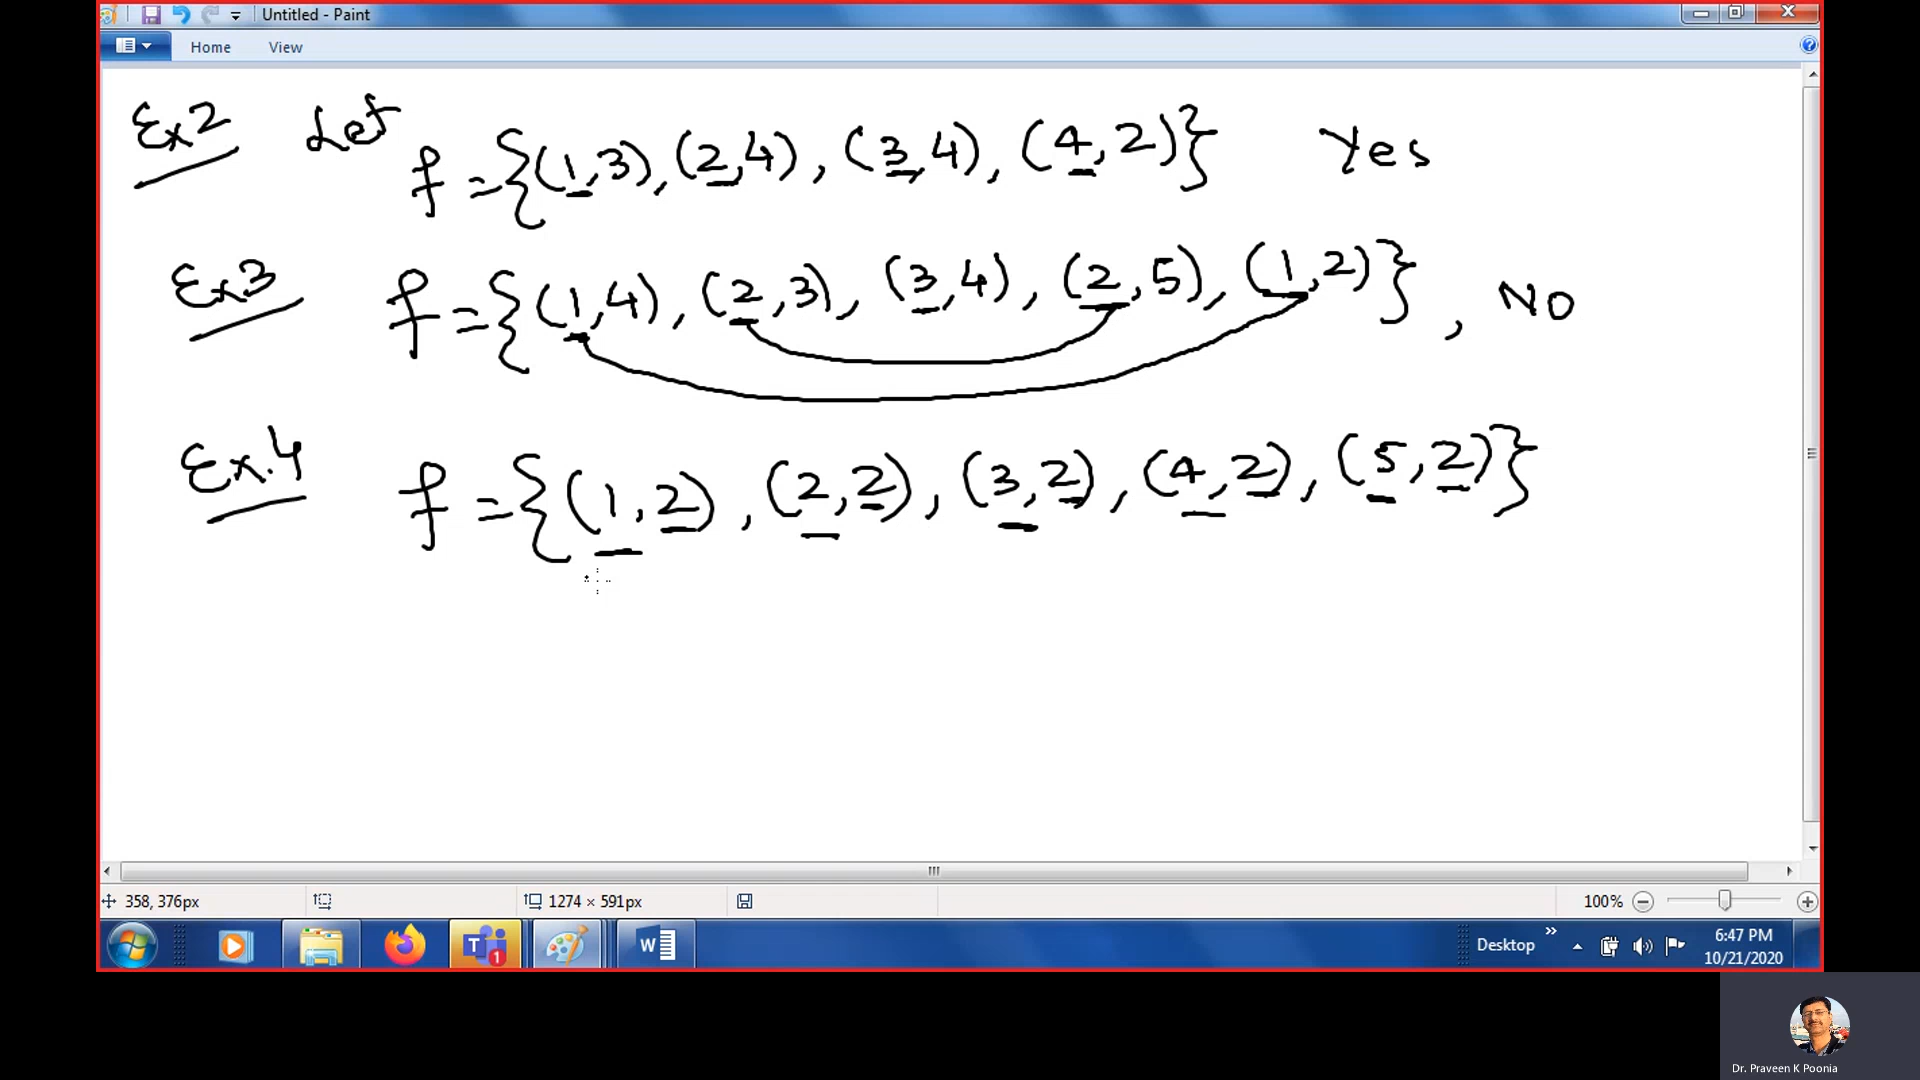 Untitled - Paint
Home View
Ex2 Let f = {(1,3), (2,4), (3,4), (4,2)} Yes
Ex3 f = {(1,4), (2,3), (3,4), (2,5), (1,2)}, NO
Ex.4 f = {(1,2), (2,2), (3,2), (4,2), (5,2)}
358, 376px 1274 × 591px 100%
T 1 W Desktop » 6:47 PM
10/21/2020
Dr. Praveen K Poonia